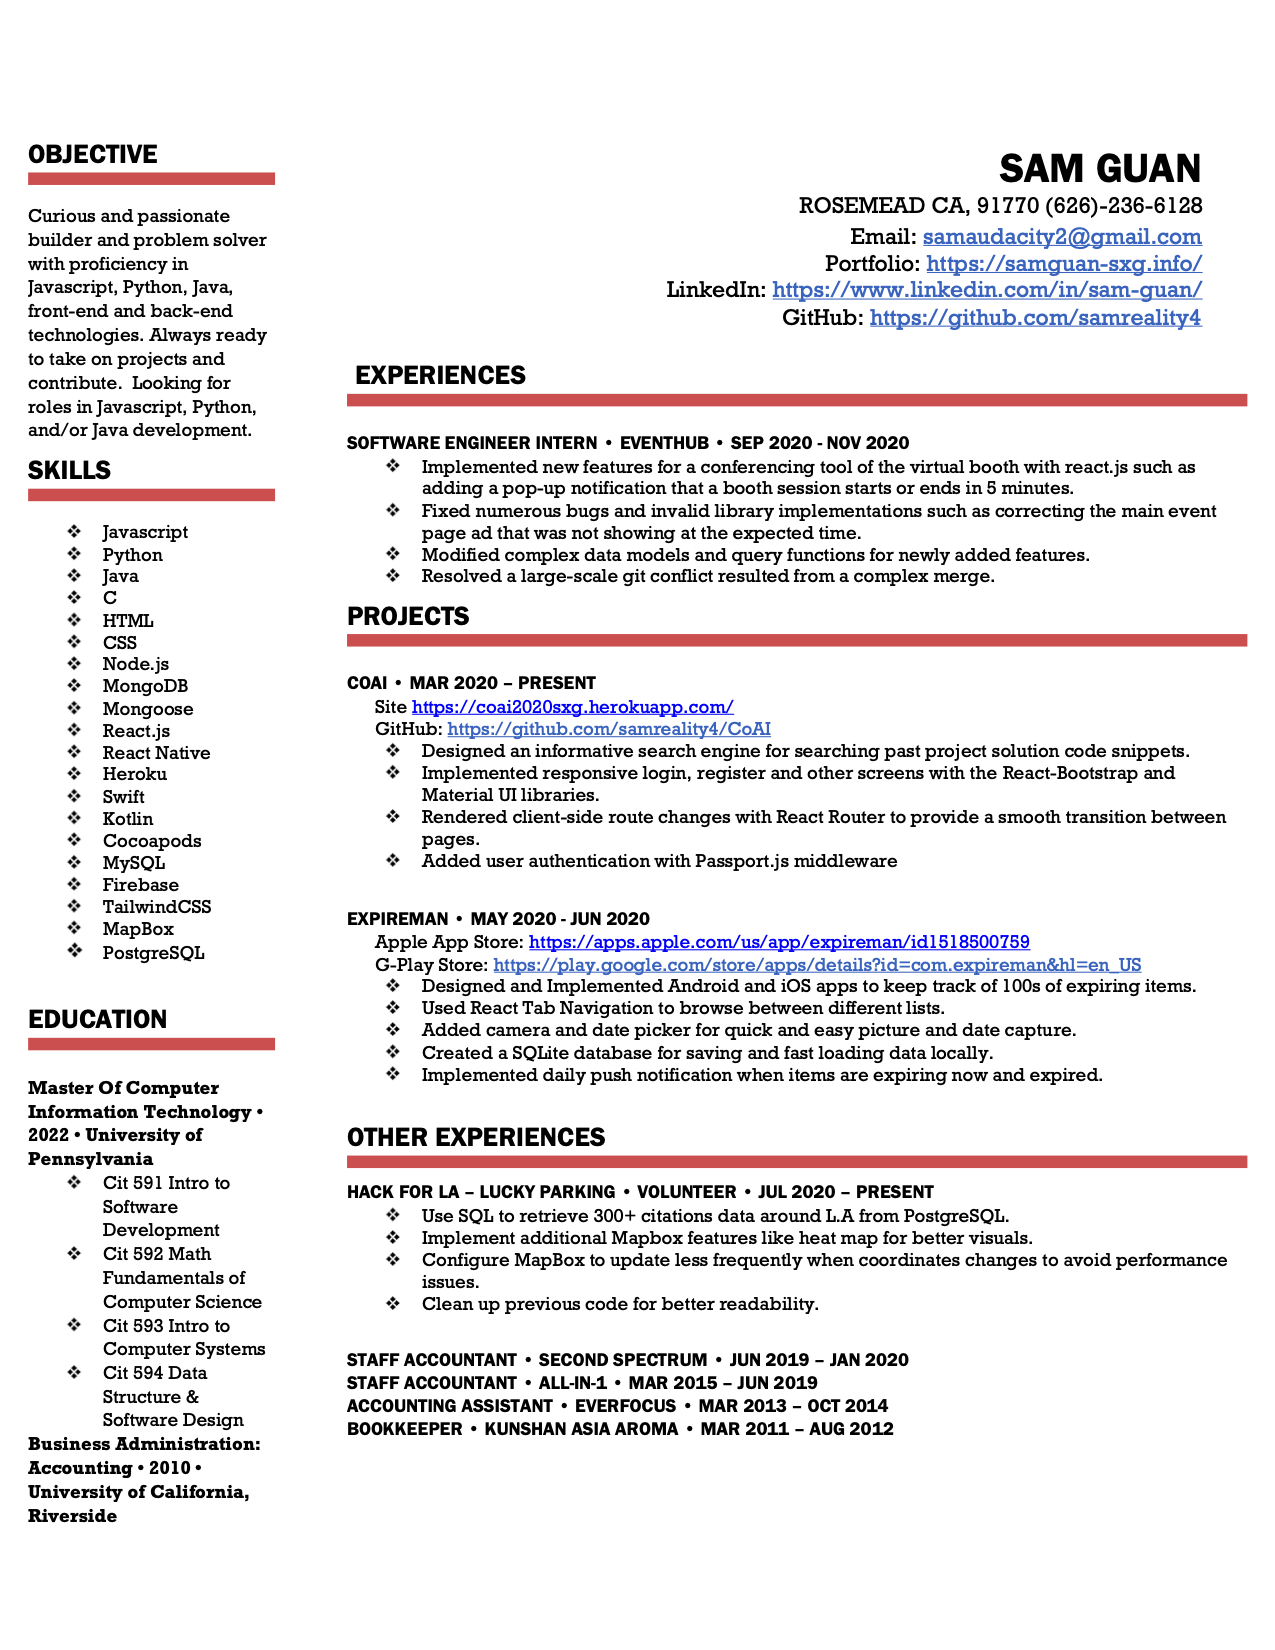 OBJECTIVE
Curious and passionate
builder and problem solver
with proficiency in
Javascript, Python, Java,
front-end and back-end
technologies. Always ready
to take on projects and
contribute.  Looking for
roles in Javascript, Python,
and/or Java development.
SKILLS
❖ Javascript
❖ Python
❖ Java
❖ C
❖ HTML
❖ CSS
❖ Node.js
❖ MongoDB
❖ Mongoose
❖ React.js
❖ React Native
❖ Heroku
❖ Swift
❖ Kotlin
❖ Cocoapods
❖ MySQL
❖ Firebase
❖ TailwindCSS
❖ MapBox
❖ PostgreSQL
EDUCATION
Master Of Computer
Information Technology •
2022 • University of
Pennsylvania
❖ Cit 591 Intro to
Software
Development
❖ Cit 592 Math
Fundamentals of
Computer Science
❖ Cit 593 Intro to
Computer Systems
❖ Cit 594 Data
Structure &
Software Design
Business Administration:
Accounting • 2010 •
University of California,
Riverside
SAM GUAN
ROSEMEAD CA, 91770 (626)-236-6128
Email: samaudacity2@gmail.com
Portfolio: https://samguan-sxg.info/
LinkedIn: https://www.linkedin.com/in/sam-guan/
GitHub: https://github.com/samreality4
EXPERIENCES
SOFTWARE ENGINEER INTERN • EVENTHUB • SEP 2020 - NOV 2020
❖ Implemented new features for a conferencing tool of the virtual booth with react.js such as
adding a pop-up notification that a booth session starts or ends in 5 minutes.
❖ Fixed numerous bugs and invalid library implementations such as correcting the main event
page ad that was not showing at the expected time.
❖ Modified complex data models and query functions for newly added features.
❖ Resolved a large-scale git conflict resulted from a complex merge.
PROJECTS
COAI • MAR 2020 – PRESENT
Site https://coai2020sxg.herokuapp.com/
GitHub: https://github.com/samreality4/CoAI
❖ Designed an informative search engine for searching past project solution code snippets.
❖ Implemented responsive login, register and other screens with the React-Bootstrap and
Material UI libraries.
❖ Rendered client-side route changes with React Router to provide a smooth transition between
pages.
❖ Added user authentication with Passport.js middleware
EXPIREMAN • MAY 2020 - JUN 2020
Apple App Store: https://apps.apple.com/us/app/expireman/id1518500759
G-Play Store: https://play.google.com/store/apps/details?id=com.expireman&hl=en_US
❖ Designed and Implemented Android and iOS apps to keep track of 100s of expiring items.
❖ Used React Tab Navigation to browse between different lists.
❖ Added camera and date picker for quick and easy picture and date capture.
❖ Created a SQLite database for saving and fast loading data locally.
❖ Implemented daily push notification when items are expiring now and expired.
OTHER EXPERIENCES
HACK FOR LA – LUCKY PARKING • VOLUNTEER • JUL 2020 – PRESENT
❖ Use SQL to retrieve 300+ citations data around L.A from PostgreSQL.
❖ Implement additional Mapbox features like heat map for better visuals.
❖ Configure MapBox to update less frequently when coordinates changes to avoid performance
issues.
❖ Clean up previous code for better readability.
STAFF ACCOUNTANT • SECOND SPECTRUM • JUN 2019 – JAN 2020
STAFF ACCOUNTANT • ALL-IN-1 • MAR 2015 – JUN 2019
ACCOUNTING ASSISTANT • EVERFOCUS • MAR 2013 – OCT 2014
BOOKKEEPER • KUNSHAN ASIA AROMA • MAR 2011 – AUG 2012